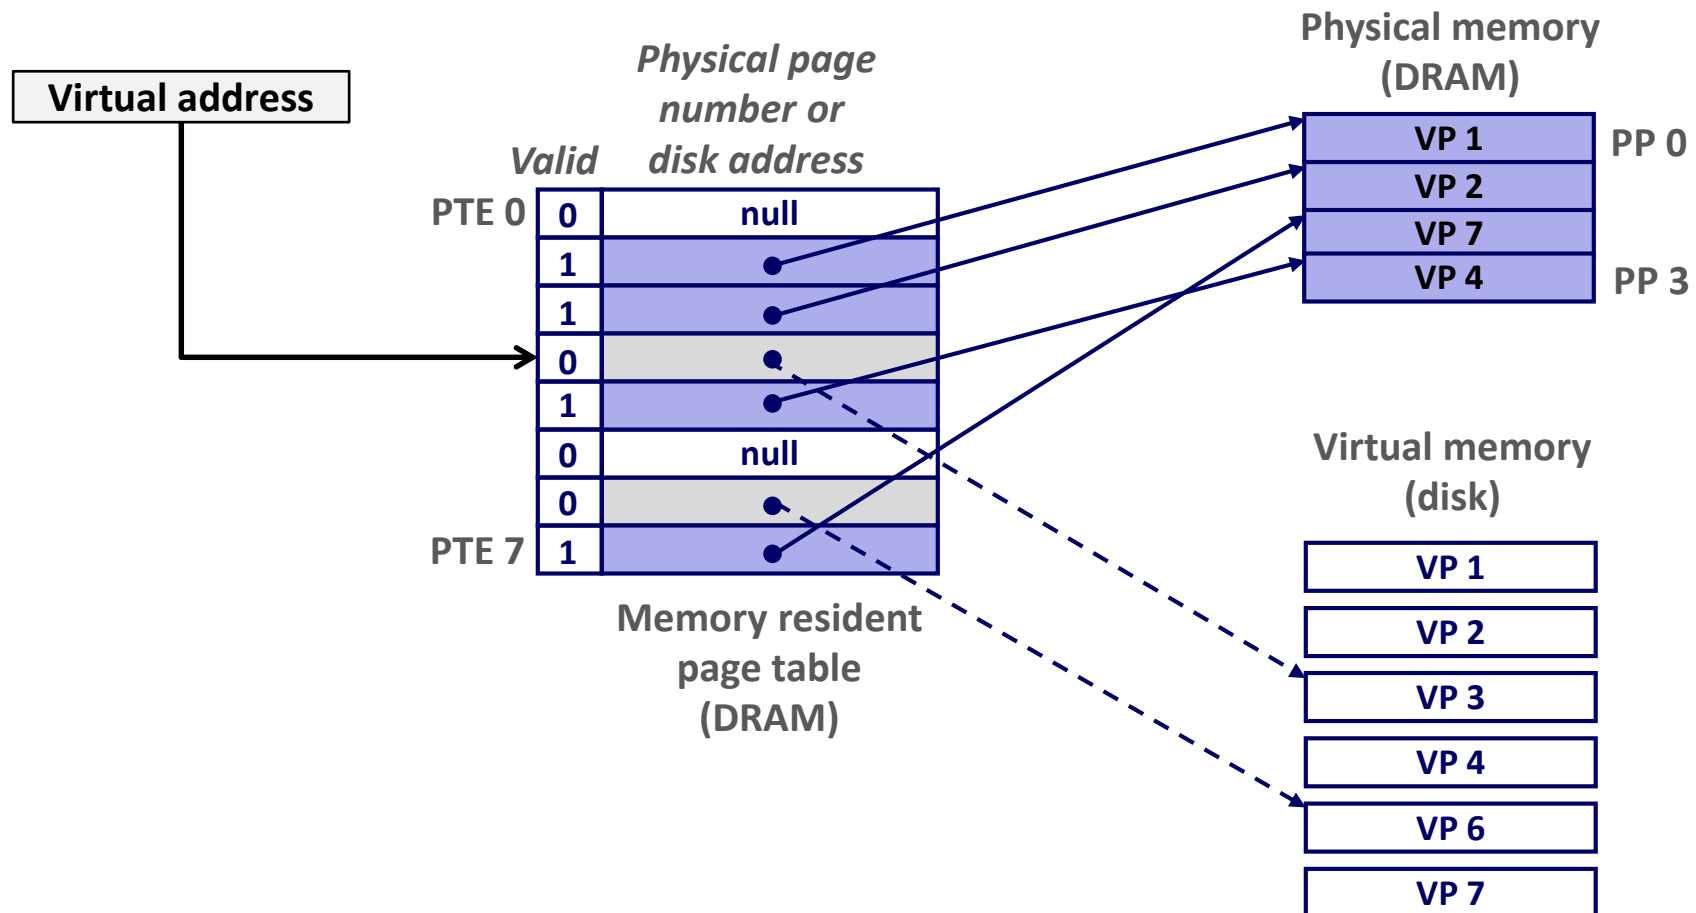 Virtual address
Physical page
number or
disk address
Valid
PTE 0
0
null
1
1
0
1
0
null
0
PTE 7
1
Memory resident
page table
(DRAM)
Physical memory
(DRAM)
VP 1
PP 0
VP 2
VP 7
VP 4
PP 3
Virtual memory
(disk)
VP 1
VP 2
VP 3
VP 4
VP 6
VP 7